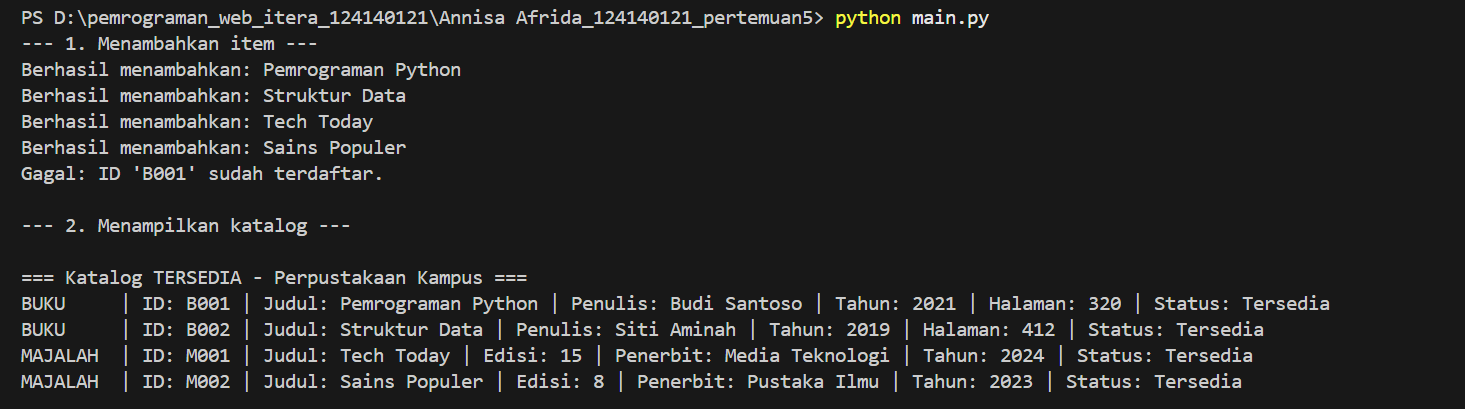 PS D:\pemrograman_web_itera_124140121\Annisa Afrida_124140121_pertemuan5> python main.py
--- 1. Menambahkan item ---
Berhasil menambahkan: Pemrograman Python
Berhasil menambahkan: Struktur Data
Berhasil menambahkan: Tech Today
Berhasil menambahkan: Sains Populer
Gagal: ID 'B001' sudah terdaftar.
--- 2. Menampilkan katalog ---
=== Katalog TERSEDIA - Perpustakaan Kampus ===
BUKU     | ID: B001 | Judul: Pemrograman Python | Penulis: Budi Santoso | Tahun: 2021 | Halaman: 320 | Status: Tersedia
BUKU     | ID: B002 | Judul: Struktur Data | Penulis: Siti Aminah | Tahun: 2019 | Halaman: 412 | Status: Tersedia
MAJALAH  | ID: M001 | Judul: Tech Today | Edisi: 15 | Penerbit: Media Teknologi | Tahun: 2024 | Status: Tersedia
MAJALAH  | ID: M002 | Judul: Sains Populer | Edisi: 8 | Penerbit: Pustaka Ilmu | Tahun: 2023 | Status: Tersedia